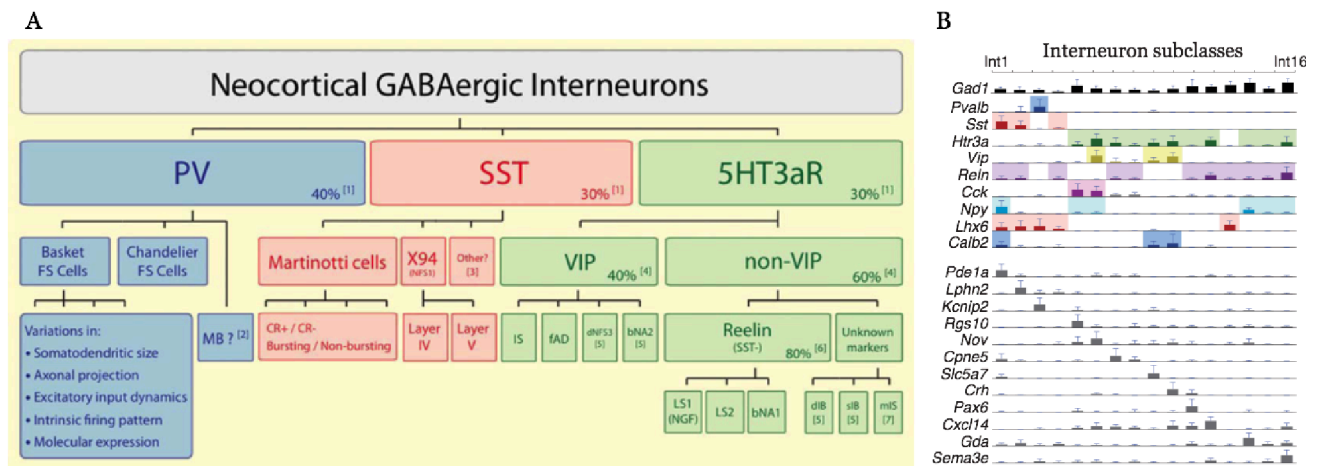 A
Neocortical GABAergic Interneurons
PV
40% [1]
SST
30% [1]
5HT3aR
30% [1]
Basket
FS Cells
Chandelier
FS Cells
Martinotti cells
X94
(NFS3)
Other?
[3]
VIP
40% [4]
non-VIP
60% [4]
Variations in:
• Somatodendritic size
• Axonal projection
• Excitatory input dynamics
• Intrinsic firing pattern
• Molecular expression
MB ? [2]
CR+ / CR-
Bursting / Non-bursting
Layer
IV
Layer
V
IS
fAD
dNFS3
[5]
bNA2
[5]
Reelin
(SST-)
80% [6]
Unknown
markers
LS1
(NGF)
LS2
bNA1
dIB
[5]
sIB
[5]
mIS
[7]
B
Interneuron subclasses
Int1
Int16
Gad1
Pvalb
Sst
Htr3a
Vip
Reln
Cck
Npy
Lhx6
Calb2
Pde1a
Lphn2
Kcnip2
Rgs10
Nov
Cpne5
Slc5a7
Crh
Pax6
Cxcl14
Gda
Sema3e